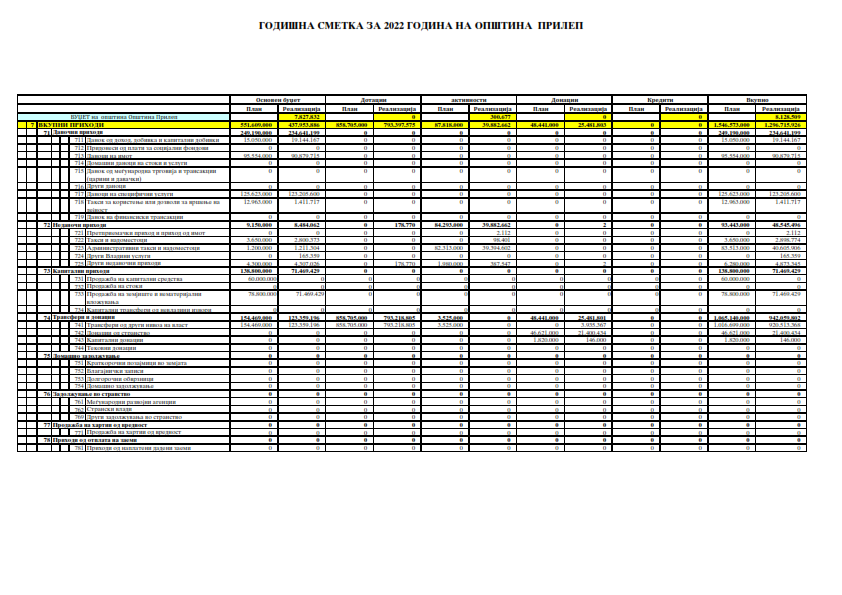 ГОДИШНА СМЕТКА ЗА 2022 ГОДИНА НА ОПШТИНА ПРИЛЕП
Основен буџет Дотации активности Донации Кредити Вкупно
План Реализација План Реализација План Реализација План Реализација План Реализација План Реализација
БУЏЕТ на општина Општина Прилеп 7.827.832 0 300.677 0 0 8.128.509
7 ВКУПНИ ПРИХОДИ 551.609.000 437.953.886 858.705.000 793.397.575 87.818.000 39.882.662 48.441.000 25.481.803 0 0 1.546.573.000 1.296.715.926
71 Даночни приходи 249.190.000 234.641.199 0 0 0 0 0 0 0 0 249.190.000 234.641.199
711 Данок од доход, добивка и капитални добивки 15.050.000 19.144.167 0 0 0 0 0 0 0 0 15.050.000 19.144.167
712 Придонеси од плати за социјални фондови 0 0 0 0 0 0 0 0 0 0 0 0
713 Даноци на имот 95.554.000 90.879.715 0 0 0 0 0 0 0 0 95.554.000 90.879.715
714 Домашни даноци на стоки и услуги 0 0 0 0 0 0 0 0 0 0 0 0
715 Данок од меѓународна трговија и трансакции 0 0 0 0 0 0 0 0 0 0 0 0
(царини и давачки)
716 Други даноци 0 0 0 0 0 0 0 0 0 0 0 0
717 Даноци на специфични услуги 125.623.000 123.205.600 0 0 0 0 0 0 0 0 125.623.000 123.205.600
718 Такси за користење или дозволи за вршење на 12.963.000 1.411.717 0 0 0 0 0 0 0 0 12.963.000 1.411.717
дејност
719 Данок на финансиски трансакции 0 0 0 0 0 0 0 0 0 0 0 0
72 Неданочни приходи 9.150.000 8.484.062 0 178.770 84.293.000 39.882.662 0 2 0 0 93.443.000 48.545.496
721 Претприемачки приход и приход од имот 0 0 0 0 0 2.112 0 0 0 0 0 2.112
722 Такси и надоместоци 3.650.000 2.800.373 0 0 0 98.401 0 0 0 0 3.650.000 2.898.774
723 Административни такси и надоместоци 1.200.000 1.211.304 0 0 82.313.000 39.394.602 0 0 0 0 83.513.000 40.605.906
724 Други Владини услуги 0 165.359 0 0 0 0 0 0 0 0 0 165.359
725 Други неданочни приходи 4.300.000 4.307.026 0 178.770 1.980.000 387.547 0 2 0 0 6.280.000 4.873.345
73 Капитални приходи 138.800.000 71.469.429 0 0 0 0 0 0 0 0 138.800.000 71.469.429
731 Продажба на капитални средства 60.000.000 0 0 0 0 0 0 0 0 0 60.000.000 0
732 Продажба на стоки 0 0 0 0 0 0 0 0 0 0 0 0
733 Продажба на земјиште и нематеријални 78.800.000 71.469.429 0 0 0 0 0 0 0 0 78.800.000 71.469.429
вложувања
734 Капитални трансфери од 0 0 0 0 0 0 0 0 0 0 0 0
74 Трансфери и донации 154.469.000 123.359.196 858.705.000 793.218.805 3.525.000 0 48.441.000 25.481.801 0 0 1.065.140.000 942.059.802
741 Трансфери од други нивоа на власт 154.469.000 123.359.196 858.705.000 793.218.805 3.525.000 0 0 3.935.367 0 0 1.016.699.000 920.513.368
742 Донации од странство 0 0 0 0 0 0 46.621.000 21.400.434 0 0 46.621.000 21.400.434
743 Капитални донации 0 0 0 0 0 0 1.820.000 146.000 0 0 1.820.000 146.000
744 Тековни донации 0 0 0 0 0 0 0 0 0 0 0 0
75 Домашно задолжување 0 0 0 0 0 0 0 0 0 0 0 0
751 Краткорочни позајмици во земјата 0 0 0 0 0 0 0 0 0 0 0 0
752 Благајнички записи 0 0 0 0 0 0 0 0 0 0 0 0
753 Долгорочни обврзници 0 0 0 0 0 0 0 0 0 0 0 0
754 Домашно задолжување 0 0 0 0 0 0 0 0 0 0 0 0
76 Задолжување во странство 0 0 0 0 0 0 0 0 0 0 0 0
761 Меѓународни развојни агенции 0 0 0 0 0 0 0 0 0 0 0 0
762 Странски влади 0 0 0 0 0 0 0 0 0 0 0 0
769 Други задолжувања во странство 0 0 0 0 0 0 0 0 0 0 0 0
77 Продажба на хартии од вредност 0 0 0 0 0 0 0 0 0 0 0 0
771 Продажба на хартии од вредност 0 0 0 0 0 0 0 0 0 0 0 0
78 Приходи од отплата на заеми 0 0 0 0 0 0 0 0 0 0 0 0
781 Приходи од наплатени дадени заеми 0 0 0 0 0 0 0 0 0 0 0 0